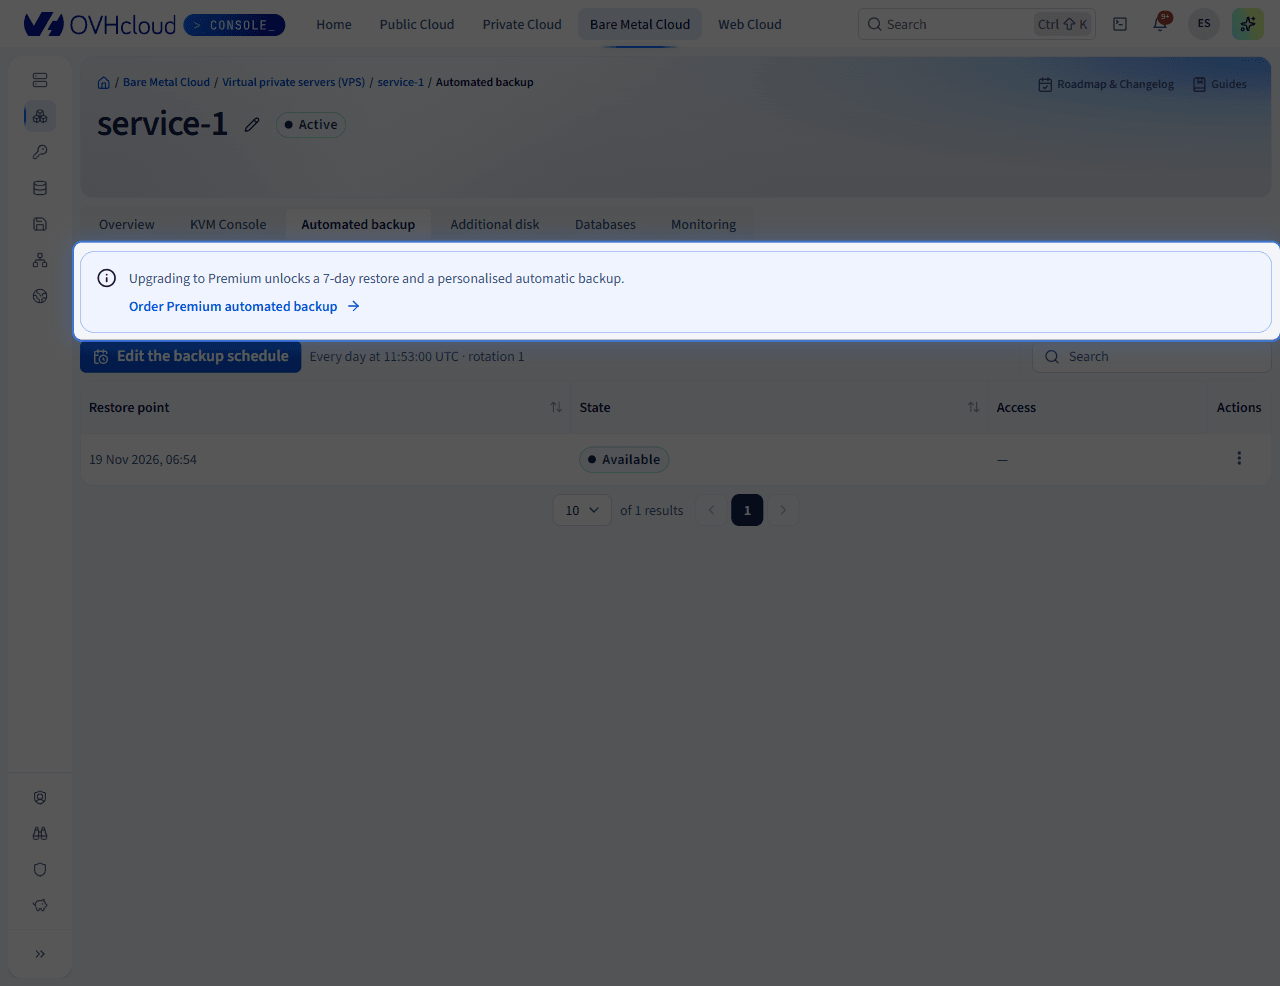 OVHcloud
> CONSOLE_
Home
Public Cloud
Private Cloud
Bare Metal Cloud
Web Cloud
Search
Ctrl ⇧ K
9+
ES
/ Bare Metal Cloud / Virtual private servers (VPS) / service-1 / Automated backup
Roadmap & Changelog
Guides
service-1
Active
Overview
KVM Console
Automated backup
Additional disk
Databases
Monitoring
Upgrading to Premium unlocks a 7-day restore and a personalised automatic backup.
Order Premium automated backup →
Edit the backup schedule
Every day at 11:53:00 UTC · rotation 1
Search
Restore point
State
Access
Actions
19 Nov 2026, 06:54
Available
—
10
of 1 results
1